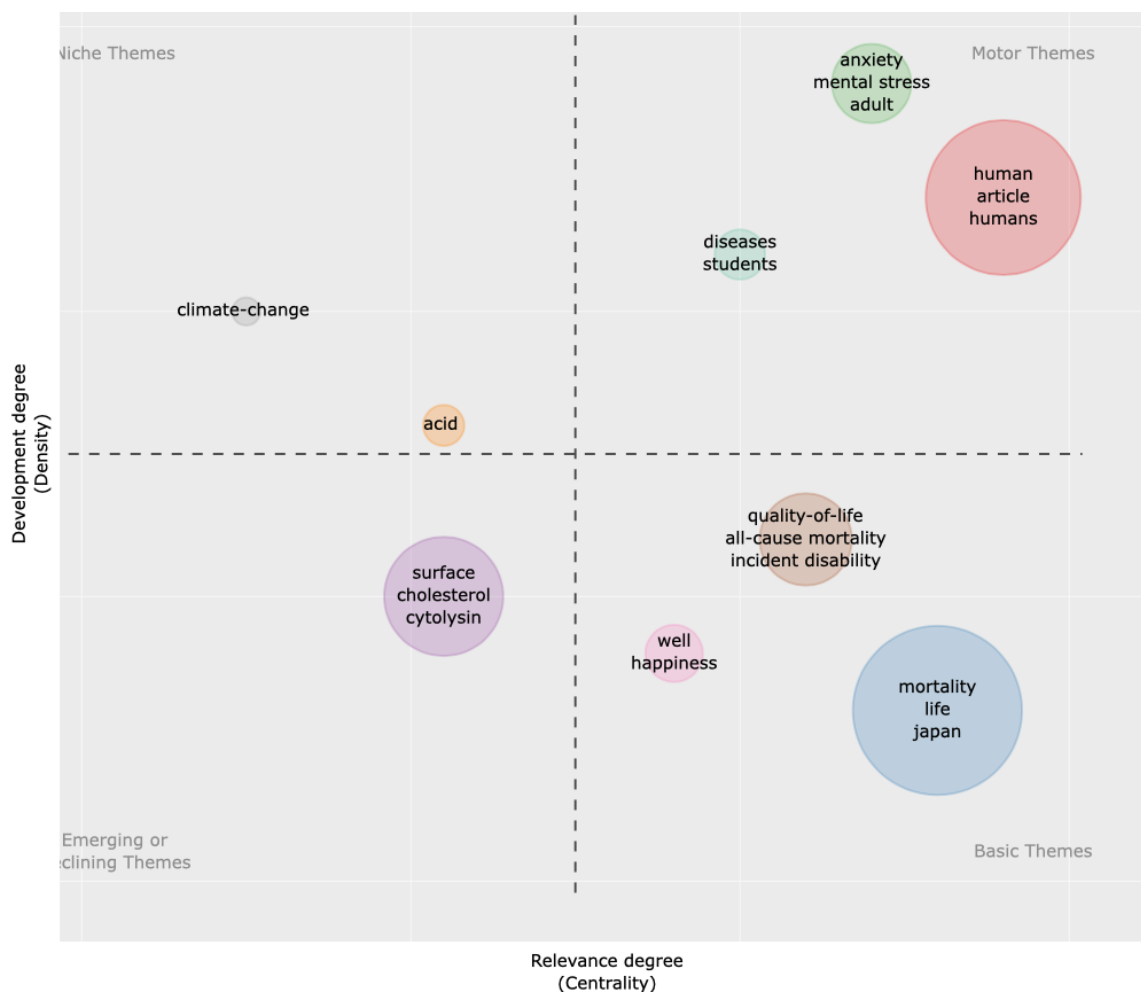 Niche Themes
Motor Themes
anxiety
mental stress
adult
human
article
humans
diseases
students
climate-change
acid
Development degree
(Density)
quality-of-life
all-cause mortality
incident disability
surface
cholesterol
cytolysin
well
happiness
mortality
life
japan
Emerging or
eclining Themes
Basic Themes
Relevance degree
(Centrality)